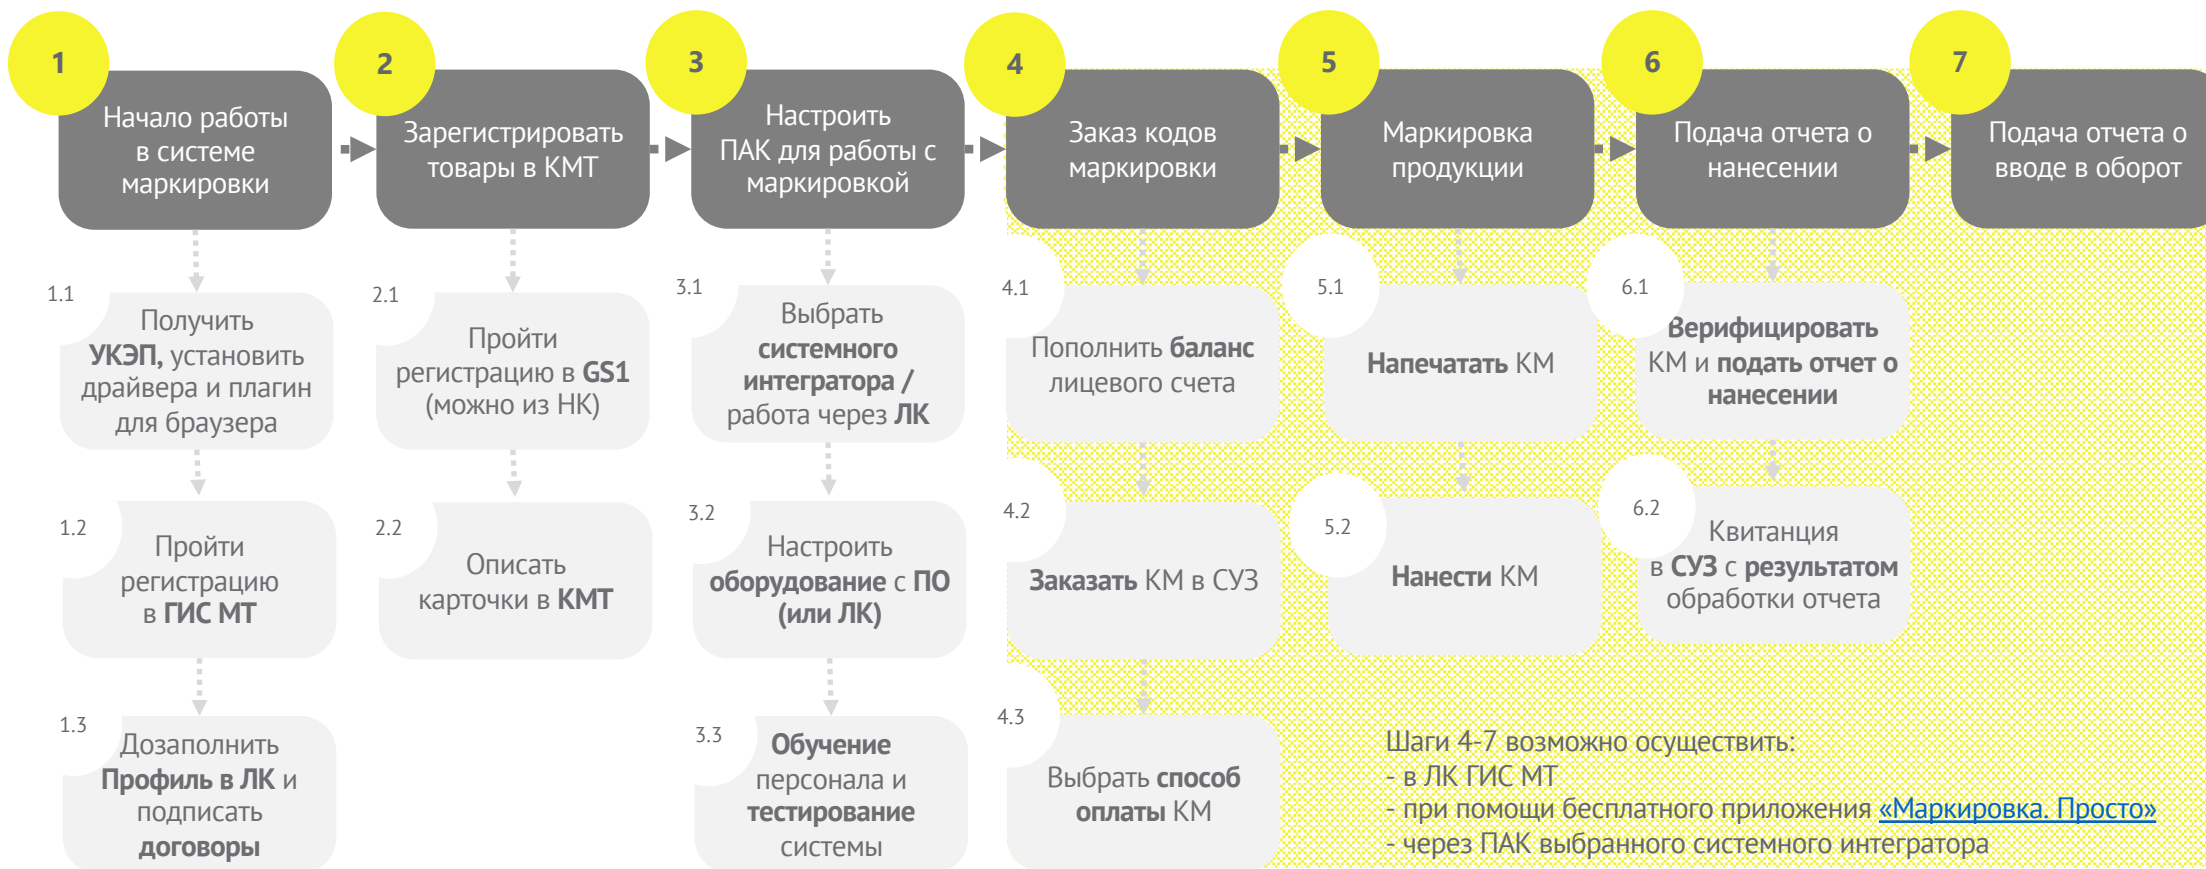 1
Начало работы
в системе
маркировки
2
Зарегистрировать
товары в КМТ
3
Настроить
ПАК для работы с
маркировкой
4
Заказ кодов
маркировки
5
Маркировка
продукции
6
Подача отчета о
нанесении
7
Подача отчета о
вводе в оборот
1.1
Получить
УКЭП, установить
драйвера и плагин
для браузера
1.2
Пройти
регистрацию
в ГИС МТ
1.3
Дозаполнить
Профиль в ЛК и
подписать
договоры
2.1
Пройти
регистрацию в GS1
(можно из НК)
2.2
Описать
карточки в КМТ
3.1
Выбрать
системного
интегратора /
работа через ЛК
3.2
Настроить
оборудование с ПО
(или ЛК)
3.3
Обучение
персонала и
тестирование
системы
4.1
Пополнить баланс
лицевого счета
4.2
Заказать КМ в СУЗ
4.3
Выбрать способ
оплаты КМ
5.1
Напечатать КМ
5.2
Нанести КМ
6.1
Верифицировать
КМ и подать отчет о
нанесении
6.2
Квитанция
в СУЗ с результатом
обработки отчета
Шаги 4-7 возможно осуществить:
- в ЛК ГИС МТ
- при помощи бесплатного приложения «Маркировка. Просто»
- через ПАК выбранного системного интегратора